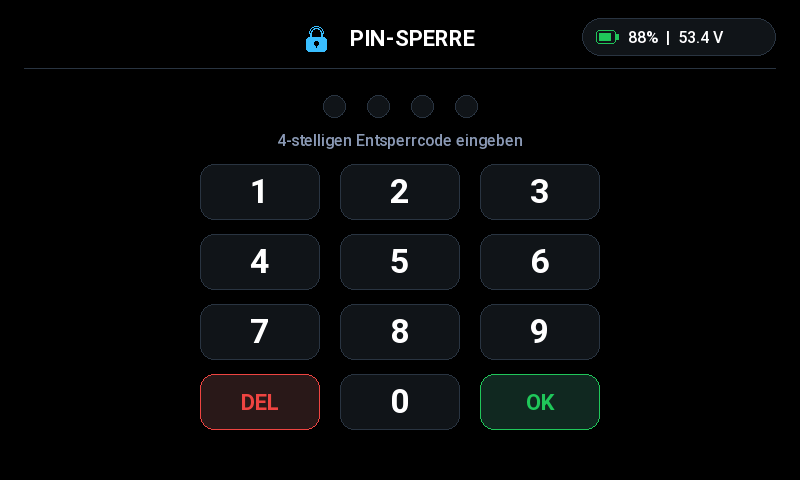 PIN-SPERRE
88% | 53.4 V
4-stelligen Entsperrcode eingeben
1 2 3
4 5 6
7 8 9
DEL 0 OK